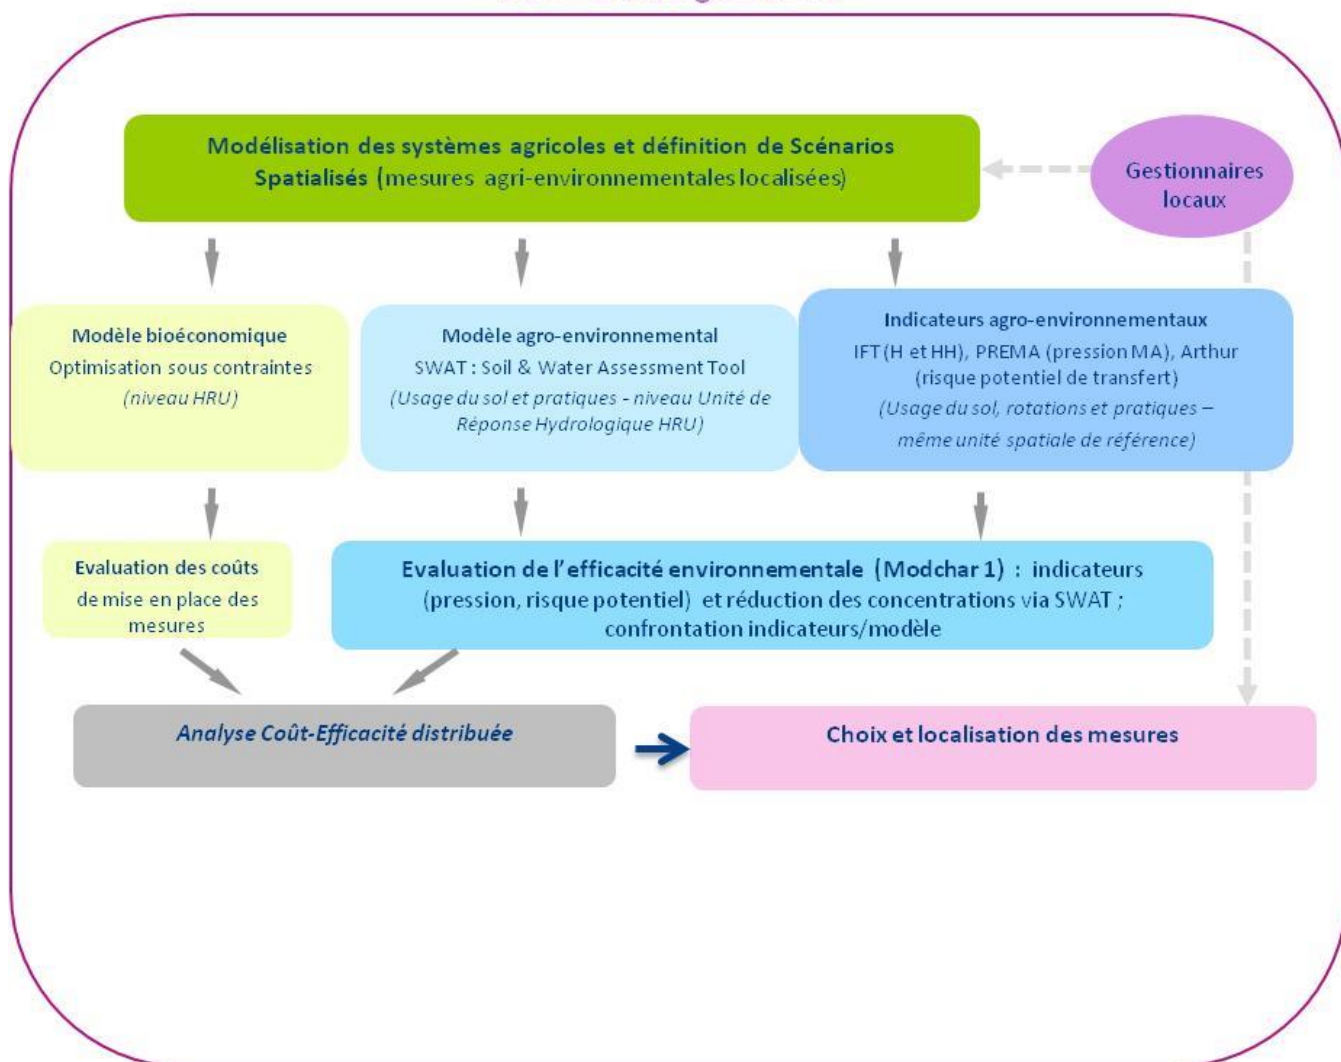 Modélisation des systèmes agricoles et définition de Scénarios
Spatialisés (mesures agri-environnementales localisées)
Gestionnaires
locaux
Modèle bioéconomique
Optimisation sous contraintes
(niveau HRU)
Modèle agro-environnemental
SWAT : Soil & Water Assessment Tool
(Usage du sol et pratiques - niveau Unité de
Réponse Hydrologique HRU)
Indicateurs agro-environnementaux
IFT (H et HH), PREMA (pression MA), Arthur
(risque potentiel de transfert)
(Usage du sol, rotations et pratiques –
même unité spatiale de référence)
Evaluation des coûts
de mise en place des
mesures
Evaluation de l'efficacité environnementale (Modchar 1) : indicateurs
(pression, risque potentiel) et réduction des concentrations via SWAT ;
confrontation indicateurs/modèle
Analyse Coût-Efficacité distribuée
Choix et localisation des mesures